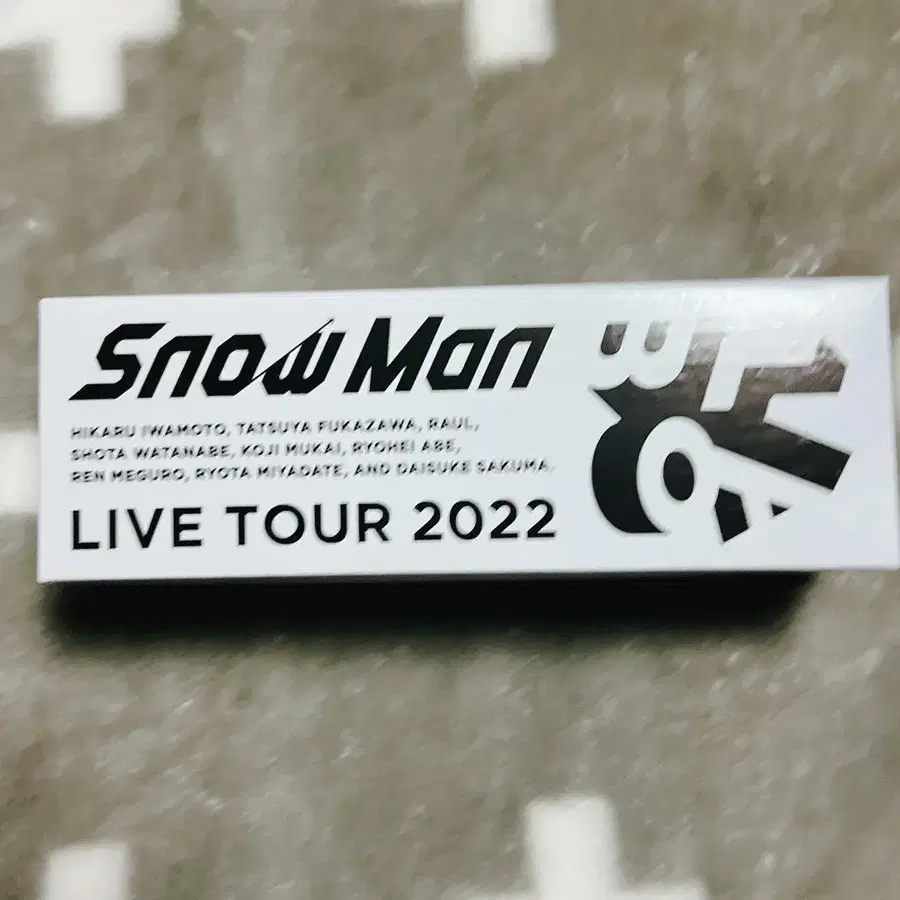 Snow Man
HIKARU IWAMOTO, TATSUYA FUKAZAWA, RAUL,
SHOTA WATANABE, KOJI MUKAI, RYOHEI ABE,
REN MEGURO, RYOTA MIYADATE, AND DAISUKE SAKUMA.
LIVE TOUR 2022